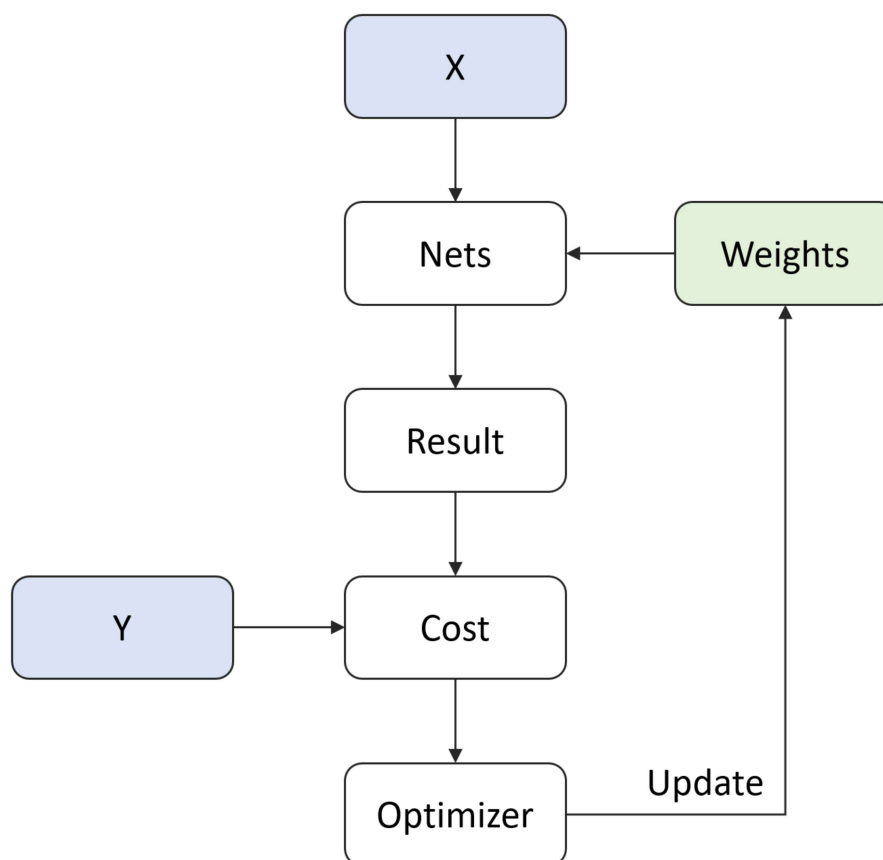 X
Nets
Weights
Result
Y
Cost
Update
Optimizer